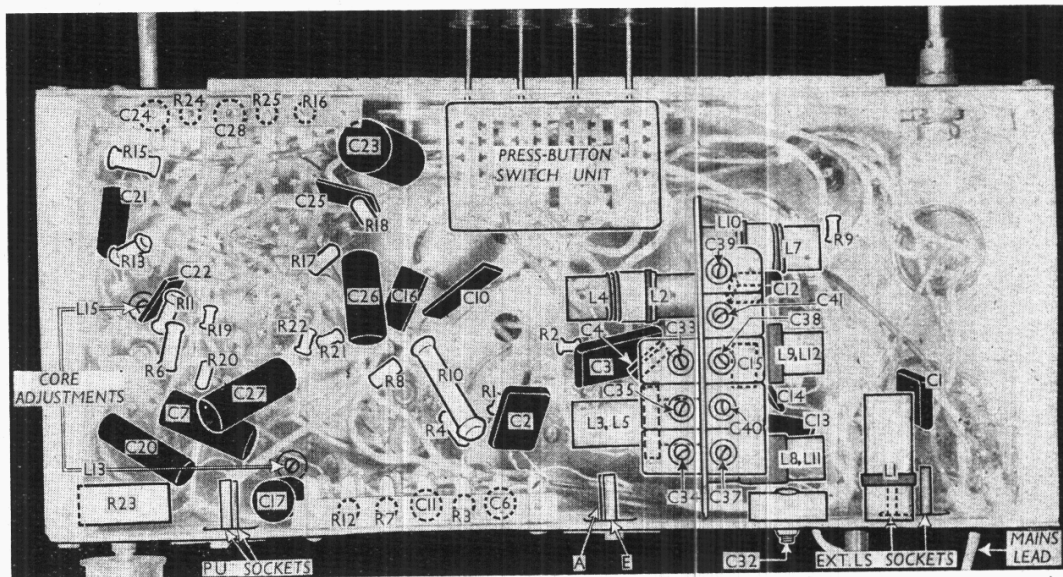 C24 R24 C28 R25 R16
R15
C23
PRESS-BUTTON
SWITCH UNIT
C21
C25
R18
L10
C39
L7
R9
R13
R17
C22
C26
C16
C10
L4 L2
C12
C41
L15
R11
R19
C38
R22
R21
R2
C4
C33
C3
C15
L9,L12
R6
R20
R8
R10
C1
CORE
ADJUSTMENTS
C27
C35
C14
C7
R1
C2
L3, L5
C13
C20
R4
C40
L8,L11
L13
C34
C37
L1
R23
C17
R12 R7 C11 R3 C6
P.U SOCKETS
A
E
C32
EXT. LS SOCKETS
MAINS
LEAD